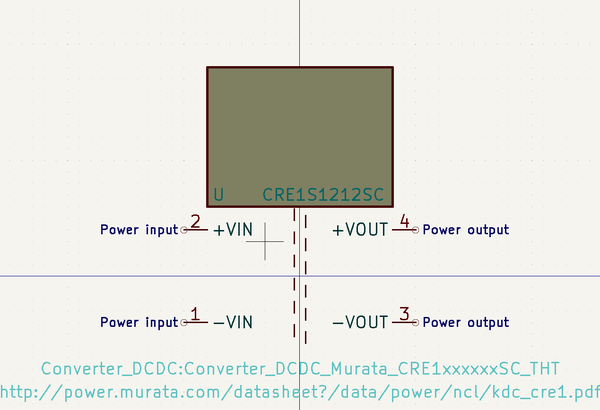 U CRE1S1212SC
Power input 2 +VIN +VOUT 4 Power output
Power input 1 −VIN −VOUT 3 Power output
Converter_DCDC:Converter_DCDC_Murata_CRE1xxxxxxSC_THT
http://power.murata.com/datasheet?/data/power/ncl/kdc_cre1.pdf